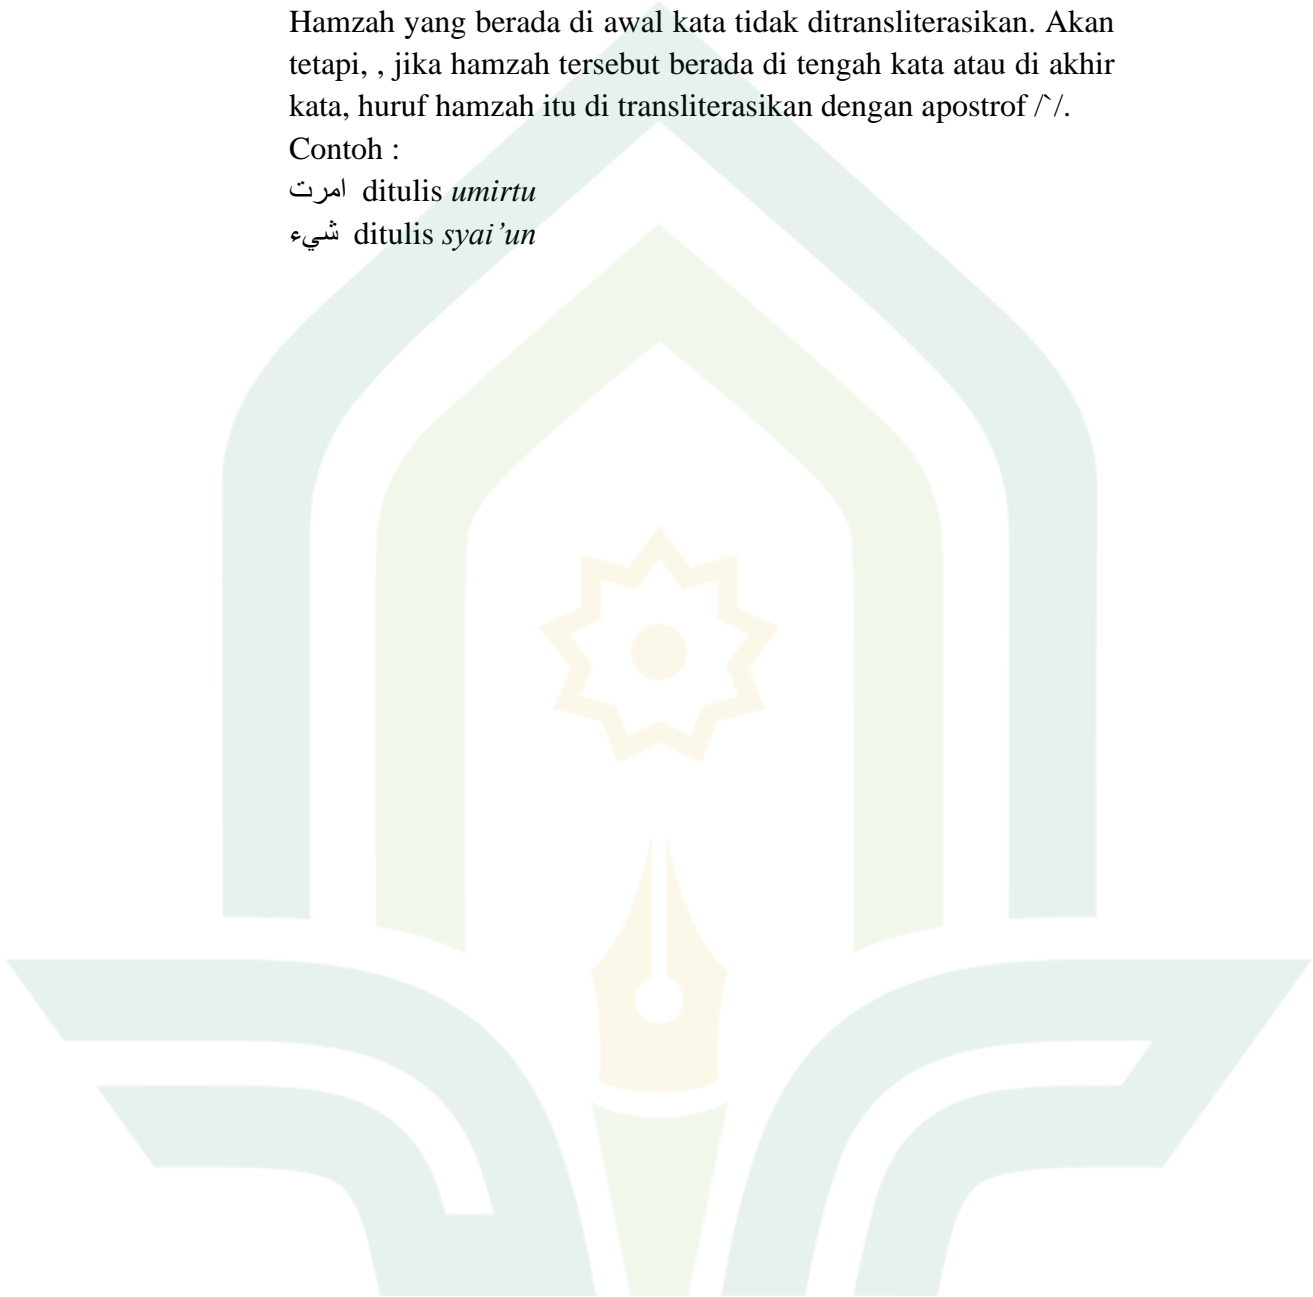 Hamzah yang berada di awal kata tidak ditransliterasikan. Akan
tetapi, , jika hamzah tersebut berada di tengah kata atau di akhir
kata, huruf hamzah itu di transliterasikan dengan apostrof /`/.
Contoh :
امرت ditulis umirtu
شيء ditulis syai’un